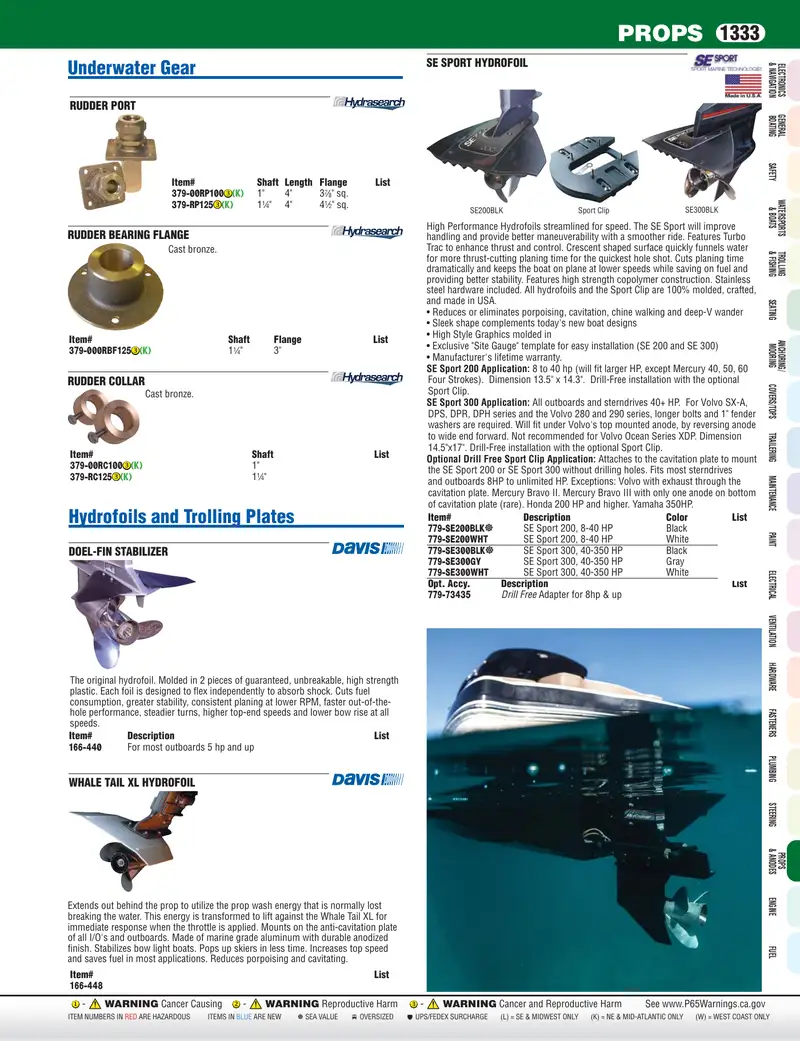 PROPS 1333
Underwater Gear
RUDDER PORT
Hydrasearch
Item# Shaft Length Flange List
379-00RP100 3 (K) 1" 4" 3⅞" sq.
379-RP125 3 (K) 1¼" 4" 4½" sq.
RUDDER BEARING FLANGE
Hydrasearch
Cast bronze.
Item# Shaft Flange List
379-000RBF125 3 (K) 1¼" 3"
RUDDER COLLAR
Hydrasearch
Cast bronze.
Item# Shaft List
379-00RC100 3 (K) 1"
379-RC125 3 (K) 1¼"
Hydrofoils and Trolling Plates
DOEL-FIN STABILIZER
DAVIS
The original hydrofoil. Molded in 2 pieces of guaranteed, unbreakable, high strength
plastic. Each foil is designed to flex independently to absorb shock. Cuts fuel
consumption, greater stability, consistent planing at lower RPM, faster out-of-the-
hole performance, steadier turns, higher top-end speeds and lower bow rise at all
speeds.
Item# Description List
166-440 For most outboards 5 hp and up
WHALE TAIL XL HYDROFOIL
DAVIS
Extends out behind the prop to utilize the prop wash energy that is normally lost
breaking the water. This energy is transformed to lift against the Whale Tail XL for
immediate response when the throttle is applied. Mounts on the anti-cavitation plate
of all I/O's and outboards. Made of marine grade aluminum with durable anodized
finish. Stabilizes bow light boats. Pops up skiers in less time. Increases top speed
and saves fuel in most applications. Reduces porpoising and cavitating.
Item# List
166-448
SE SPORT HYDROFOIL
SE SPORT
SPORT MARINE TECHNOLOGIES
Made in U.S.A.
SE200BLK Sport Clip SE300BLK
High Performance Hydrofoils streamlined for speed. The SE Sport will improve
handling and provide better maneuverability with a smoother ride. Features Turbo
Trac to enhance thrust and control. Crescent shaped surface quickly funnels water
for more thrust-cutting planing time for the quickest hole shot. Cuts planing time
dramatically and keeps the boat on plane at lower speeds while saving on fuel and
providing better stability. Features high strength copolymer construction. Stainless
steel hardware included. All hydrofoils and the Sport Clip are 100% molded, crafted,
and made in USA.
• Reduces or eliminates porpoising, cavitation, chine walking and deep-V wander
• Sleek shape complements today's new boat designs
• High Style Graphics molded in
• Exclusive "Site Gauge" template for easy installation (SE 200 and SE 300)
• Manufacturer's lifetime warranty.
SE Sport 200 Application: 8 to 40 hp (will fit larger HP, except Mercury 40, 50, 60
Four Strokes). Dimension 13.5" x 14.3". Drill-Free installation with the optional
Sport Clip.
SE Sport 300 Application: All outboards and sterndrives 40+ HP. For Volvo SX-A,
DPS, DPR, DPH series and the Volvo 280 and 290 series, longer bolts and 1" fender
washers are required. Will fit under Volvo's top mounted anode, by reversing anode
to wide end forward. Not recommended for Volvo Ocean Series XDP. Dimension
14.5"x17". Drill-Free installation with the optional Sport Clip.
Optional Drill Free Sport Clip Application: Attaches to the cavitation plate to mount
the SE Sport 200 or SE Sport 300 without drilling holes. Fits most sterndrives
and outboards 8HP to unlimited HP. Exceptions: Volvo with exhaust through the
cavitation plate. Mercury Bravo II. Mercury Bravo III with only one anode on bottom
of cavitation plate (rare). Honda 200 HP and higher. Yamaha 350HP.
Item# Description Color List
779-SE200BLK SE Sport 200, 8-40 HP Black
779-SE200WHT SE Sport 200, 8-40 HP White
779-SE300BLK SE Sport 300, 40-350 HP Black
779-SE300GY SE Sport 300, 40-350 HP Gray
779-SE300WHT SE Sport 300, 40-350 HP White
Opt. Accy. Description List
779-73435 Drill Free Adapter for 8hp & up
ELECTRONICS
& NAVIGATION
GENERAL
BOATING
SAFETY
WATERSPORTS
& BOATS
TROLLING
& FISHING
SEATING
ANCHORING/
MOORING
COVERS/TOPS
TRAILERING
MAINTENANCE
PAINT
ELECTRICAL
VENTILATION
HARDWARE
FASTENERS
PLUMBING
STEERING
PROPS
& ANODES
ENGINE
FUEL
1 - WARNING Cancer Causing 2 - WARNING Reproductive Harm 3 - WARNING Cancer and Reproductive Harm See www.P65Warnings.ca.gov
ITEM NUMBERS IN RED ARE HAZARDOUS ITEMS IN BLUE ARE NEW SEA VALUE OVERSIZED UPS/FEDEX SURCHARGE (L) = SE & MIDWEST ONLY (K) = NE & MID-ATLANTIC ONLY (W) = WEST COAST ONLY